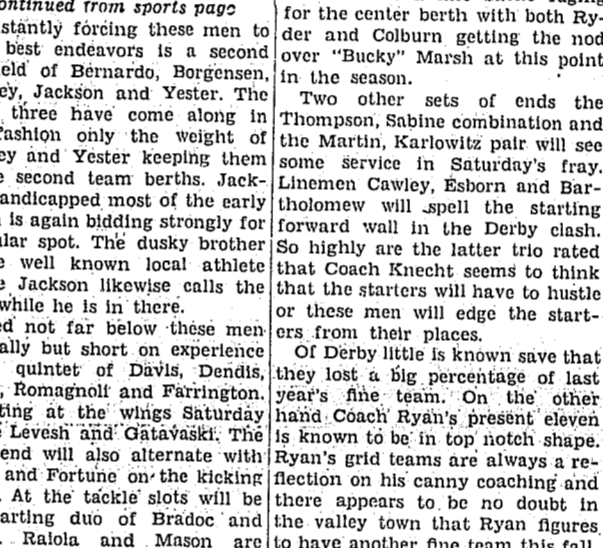 ontinued from sports page
stantly forcing these men to
best endeavors is a second
eld of Bernardo, Borgensen,
ey, Jackson and Yester. The
three have come along in
fashion only the weight of
ey and Yester keeping them
e second team berths. Jack-
andicapped most of the early
is again bidding strongly for
ular spot. The dusky brother
e well known local athlete
e Jackson likewise calls the
while he is in there.
ed not far below these men
ally but short on experience
quintet of Davis, Dendis,
, Romagnoli and Farrington.
ting at the wings Saturday
Levesh and Gatavaski. The
end will also alternate with
and Fortune on the kicking
. At the tackle slots will be
arting duo of Bradoc and
. Raiola and Mason are
for the center berth with both Ry-
der and Colburn getting the nod
over "Bucky" Marsh at this point
in the season.
Two other sets of ends the
Thompson, Sabine combination and
the Martin, Karlowitz pair will see
some service in Saturday's fray.
Linemen Cawley, Esborn and Bar-
tholomew will spell the starting
forward wall in the Derby clash.
So highly are the latter trio rated
that Coach Knecht seems to think
that the starters will have to hustle
or these men will edge the start-
ers from their places.
Of Derby little is known save that
they lost a big percentage of last
year's fine team. On the other
hand Coach Ryan's present eleven
is known to be in top notch shape.
Ryan's grid teams are always a re-
flection on his canny coaching and
there appears to be no doubt in
the valley town that Ryan figures
to have another fine team this fall.